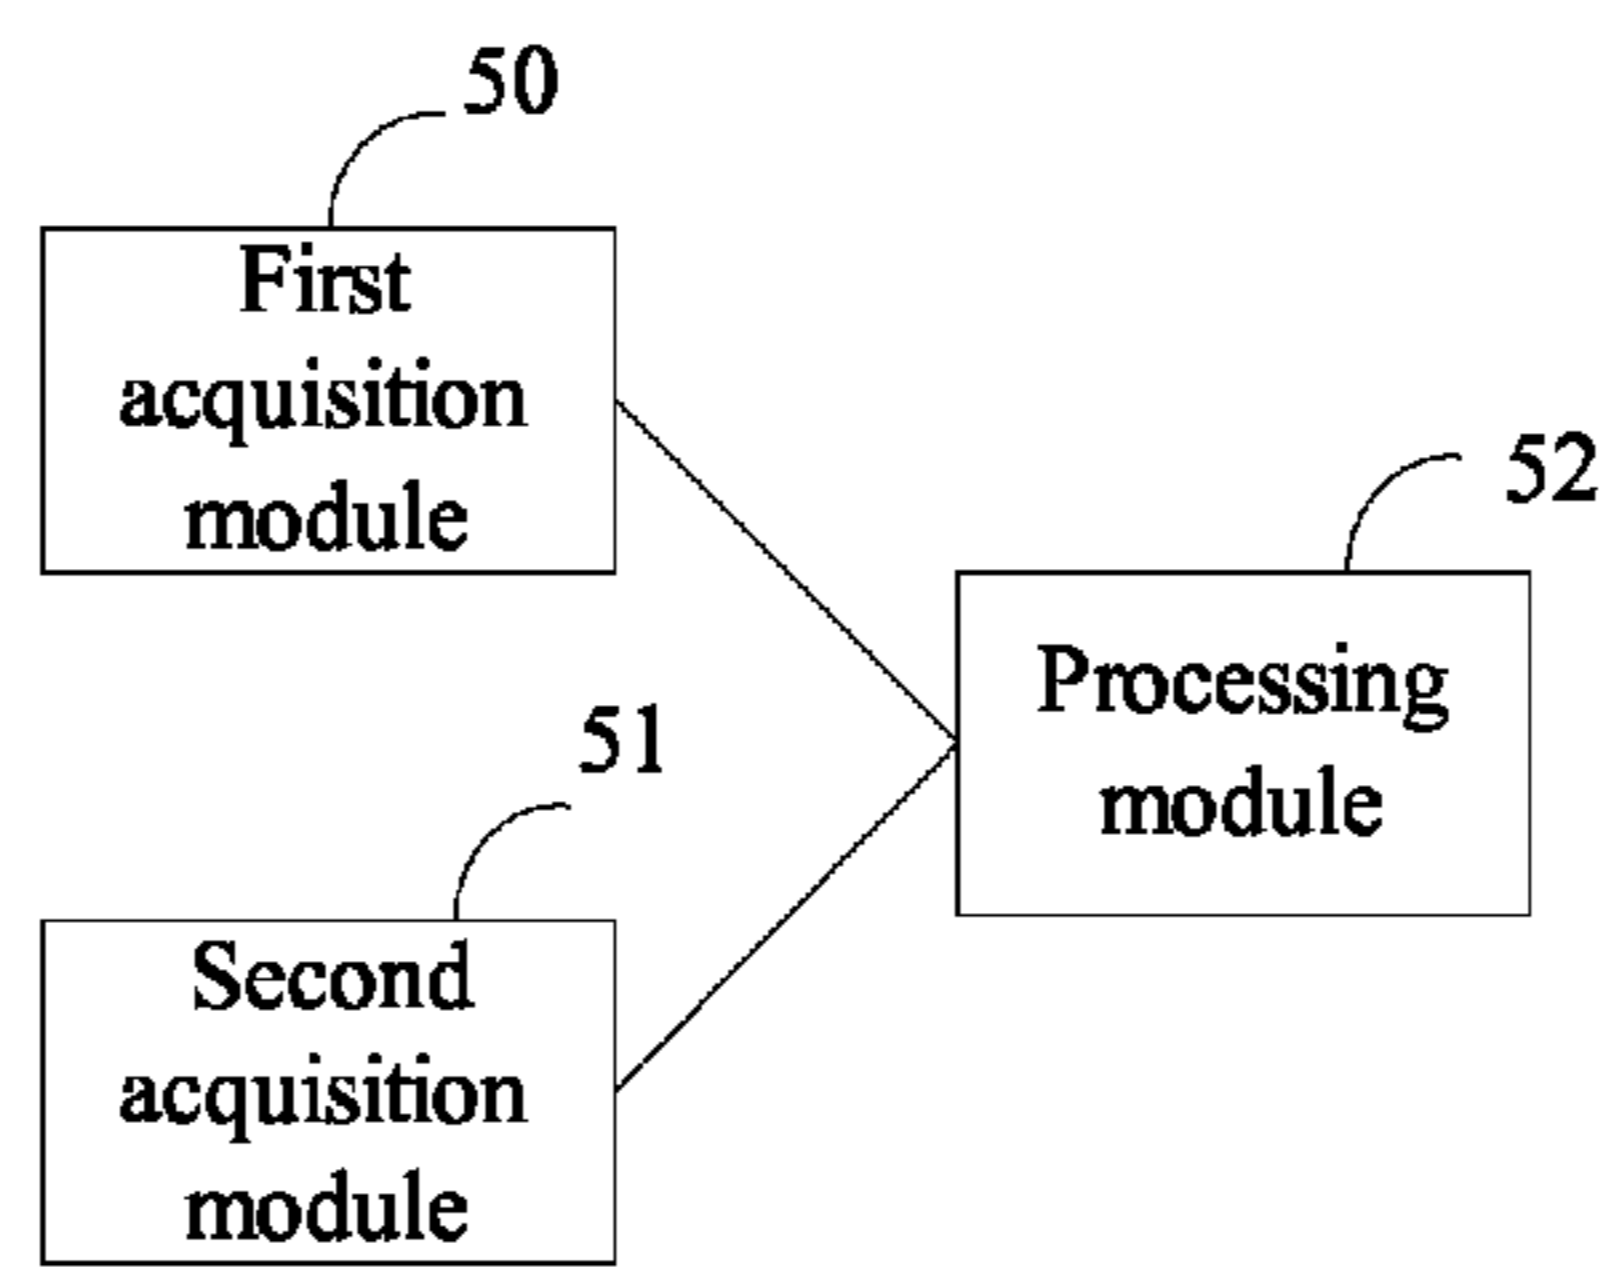 50
First
acquisition
module
52
Processing
module
51
Second
acquisition
module